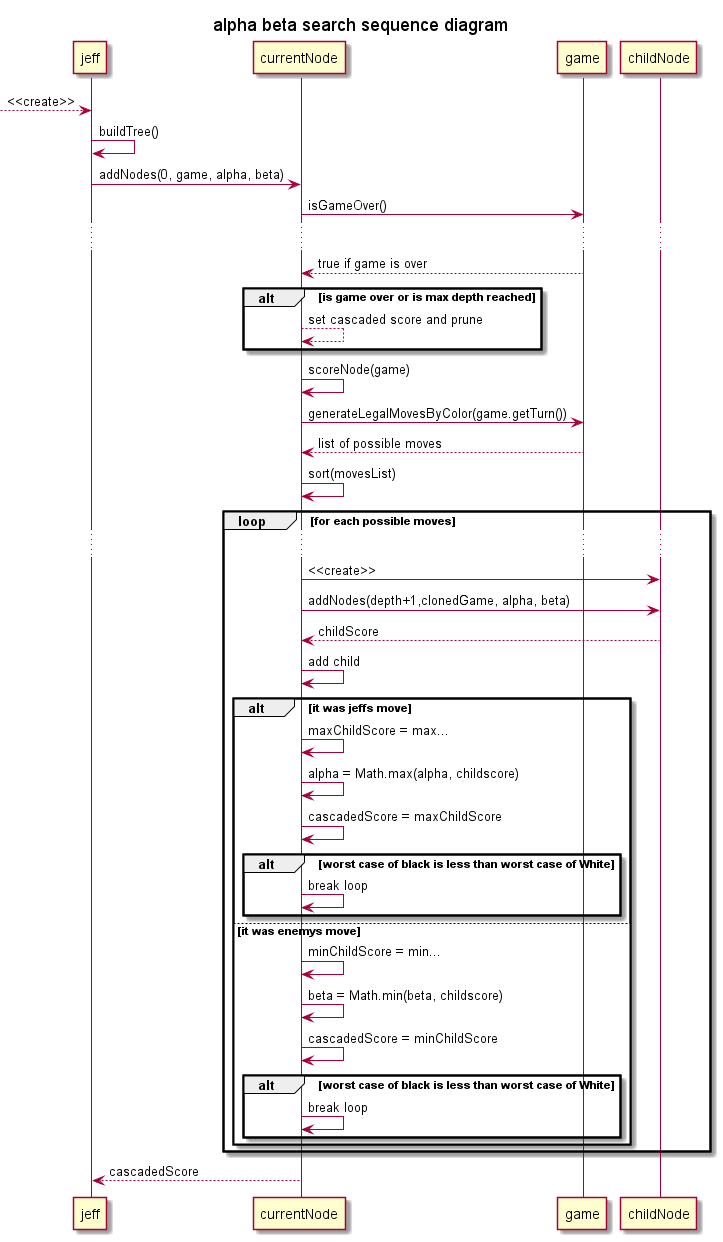 alpha beta search sequence diagram
jeff
currentNode
game
childNode
<<create>>
buildTree()
addNodes(0, game, alpha, beta)
isGameOver()
true if game is over
alt
[is game over or is max depth reached]
set cascaded score and prune
scoreNode(game)
generateLegalMovesByColor(game.getTurn())
list of possible moves
sort(movesList)
loop
[for each possible moves]
<<create>>
addNodes(depth+1,clonedGame, alpha, beta)
childScore
add child
alt
[it was jeffs move]
maxChildScore = max...
alpha = Math.max(alpha, childscore)
cascadedScore = maxChildScore
alt
[worst case of black is less than worst case of White]
break loop
[it was enemys move]
minChildScore = min...
beta = Math.min(beta, childscore)
cascadedScore = minChildScore
alt
[worst case of black is less than worst case of White]
break loop
cascadedScore
jeff
currentNode
game
childNode